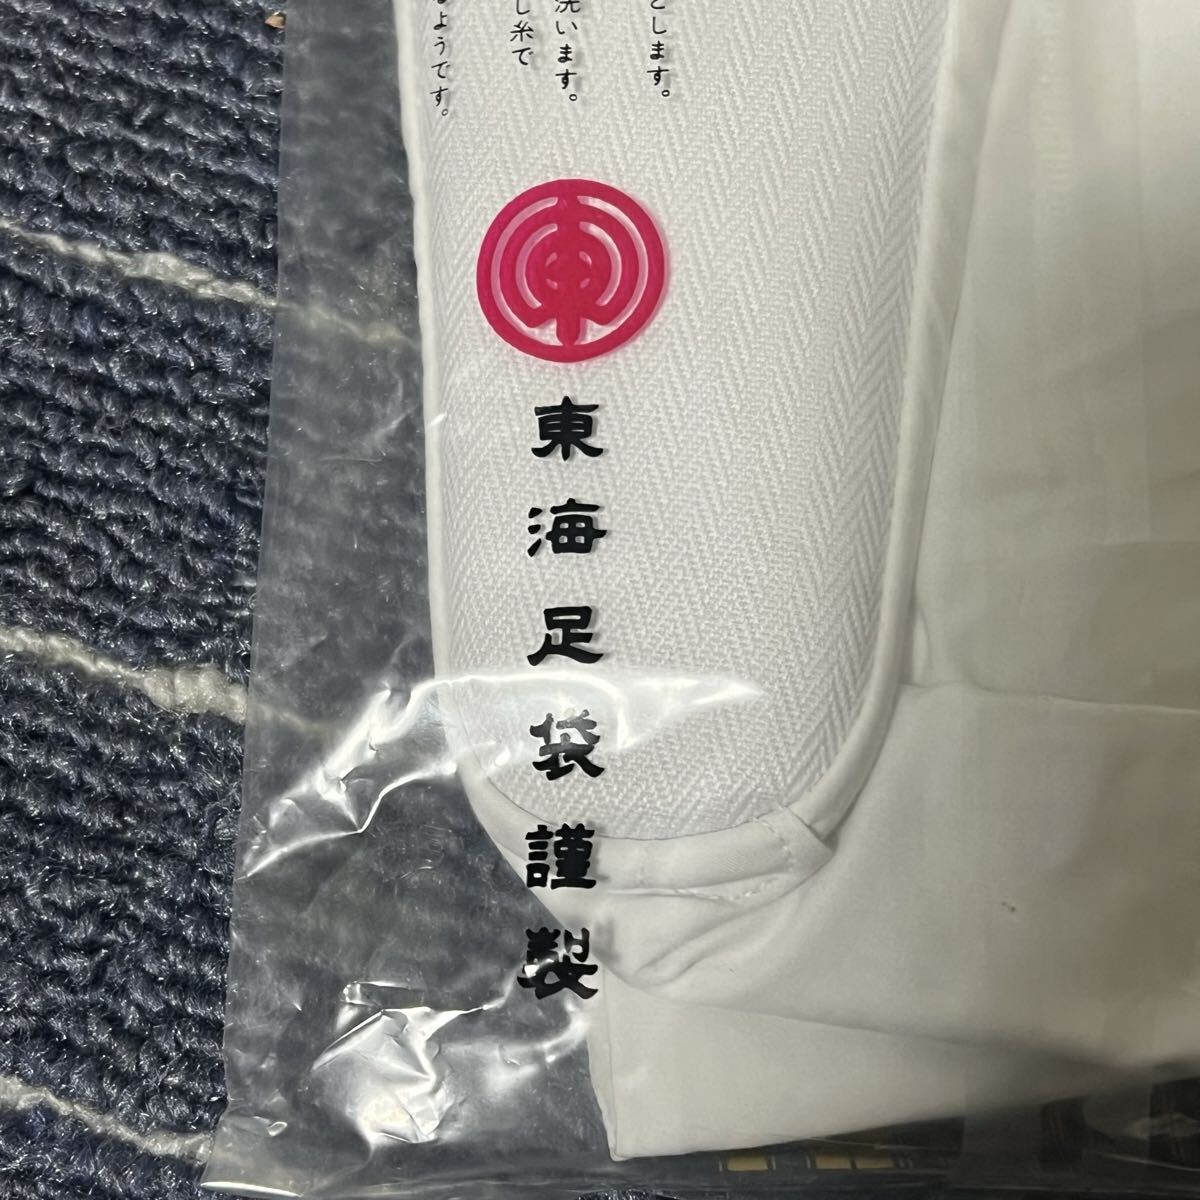 とします。
洗います。
し糸で
るようです。
東海足袋謹製